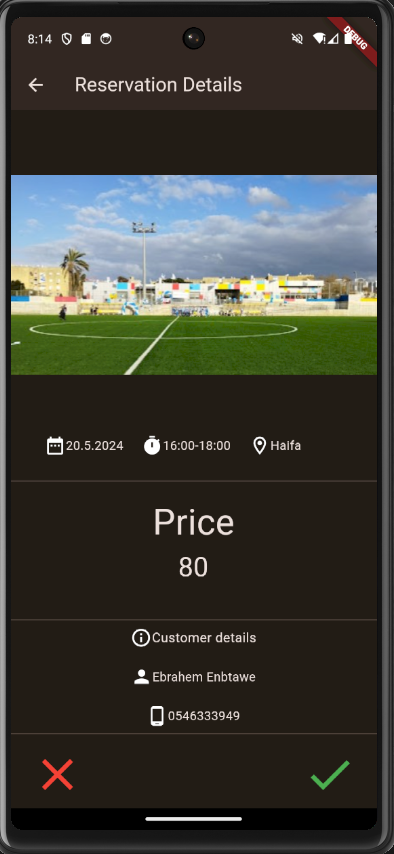 8:14
DEBUG
Reservation Details
20.5.2024 16:00-18:00 Haifa
Price
80
Customer details
Ebrahem Enbtawe
0546333949